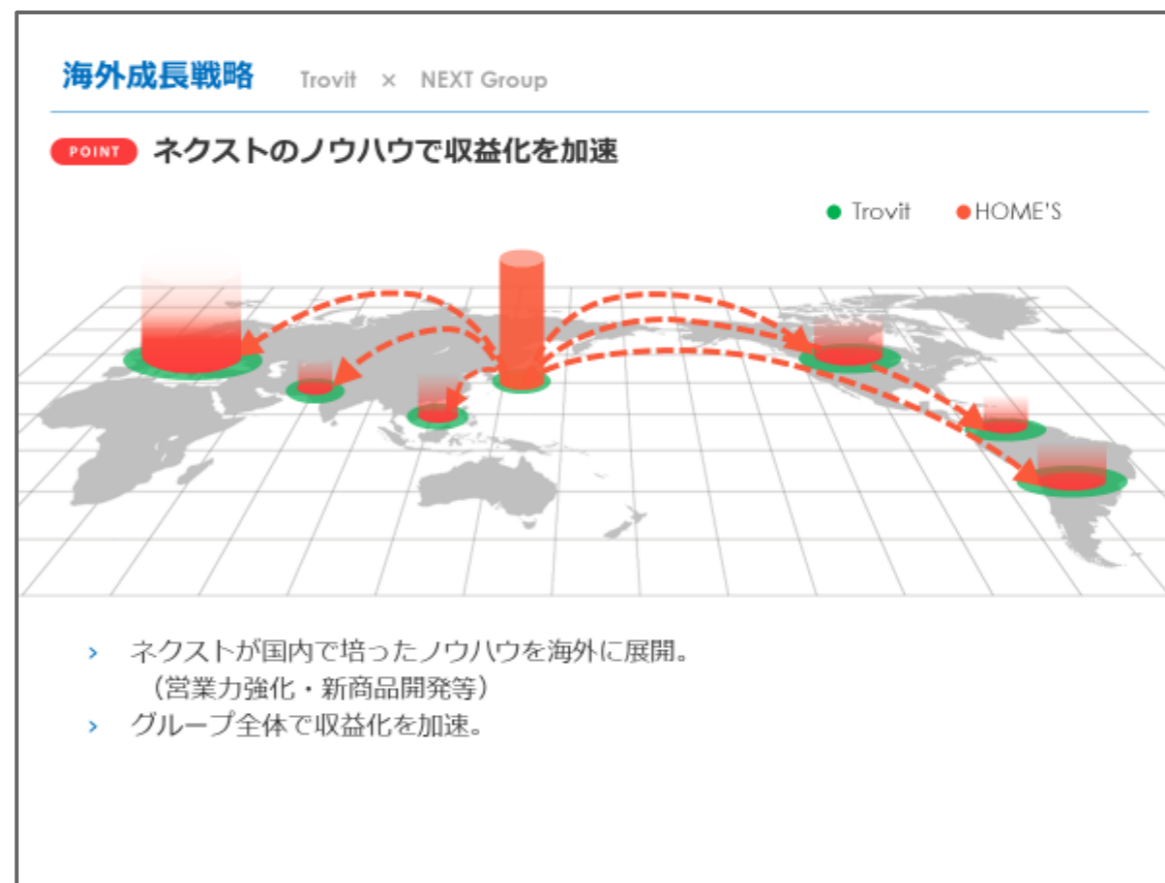 海外成長戦略 Trovit × NEXT Group
POINT ネクストのノウハウで収益化を加速
Trovit HOME'S
› ネクストが国内で培ったノウハウを海外に展開。
（営業力強化・新商品開発等）
› グループ全体で収益化を加速。